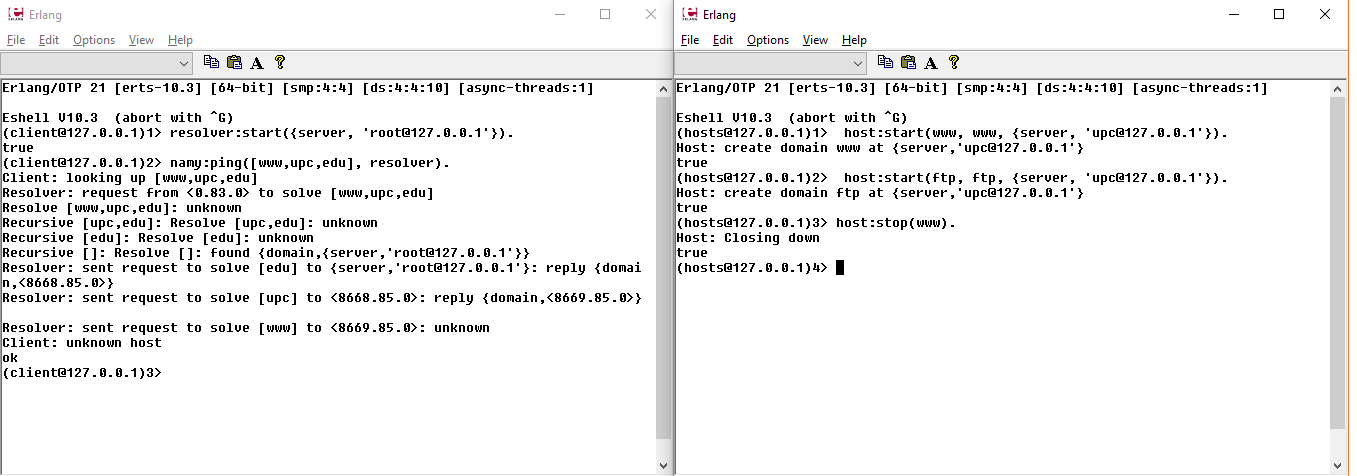 Erlang
File Edit Options View Help
Erlang/OTP 21 [erts-10.3] [64-bit] [smp:4:4] [ds:4:4:10] [async-threads:1]
Eshell V10.3  (abort with ^G)
(client@127.0.0.1)1> resolver:start({server, 'root@127.0.0.1'}).
true
(client@127.0.0.1)2> namy:ping([www,upc,edu], resolver).
Client: looking up [www,upc,edu]
Resolver: request from <0.83.0> to solve [www,upc,edu]
Resolve [www,upc,edu]: unknown
Recursive [upc,edu]: Resolve [upc,edu]: unknown
Recursive [edu]: Resolve [edu]: unknown
Recursive []: Resolve []: found {domain,{server,'root@127.0.0.1'}}
Resolver: sent request to solve [edu] to {server,'root@127.0.0.1'}: reply {domai
n,<8668.85.0>}
Resolver: sent request to solve [upc] to <8668.85.0>: reply {domain,<8669.85.0>}
Resolver: sent request to solve [www] to <8669.85.0>: unknown
Client: unknown host
ok
(client@127.0.0.1)3>
Erlang
File Edit Options View Help
Erlang/OTP 21 [erts-10.3] [64-bit] [smp:4:4] [ds:4:4:10] [async-threads:1]
Eshell V10.3  (abort with ^G)
(hosts@127.0.0.1)1>  host:start(www, www, {server, 'upc@127.0.0.1'}).
Host: create domain www at {server,'upc@127.0.0.1'}
true
(hosts@127.0.0.1)2>  host:start(ftp, ftp, {server, 'upc@127.0.0.1'}).
Host: create domain ftp at {server,'upc@127.0.0.1'}
true
(hosts@127.0.0.1)3> host:stop(www).
Host: Closing down
true
(hosts@127.0.0.1)4>